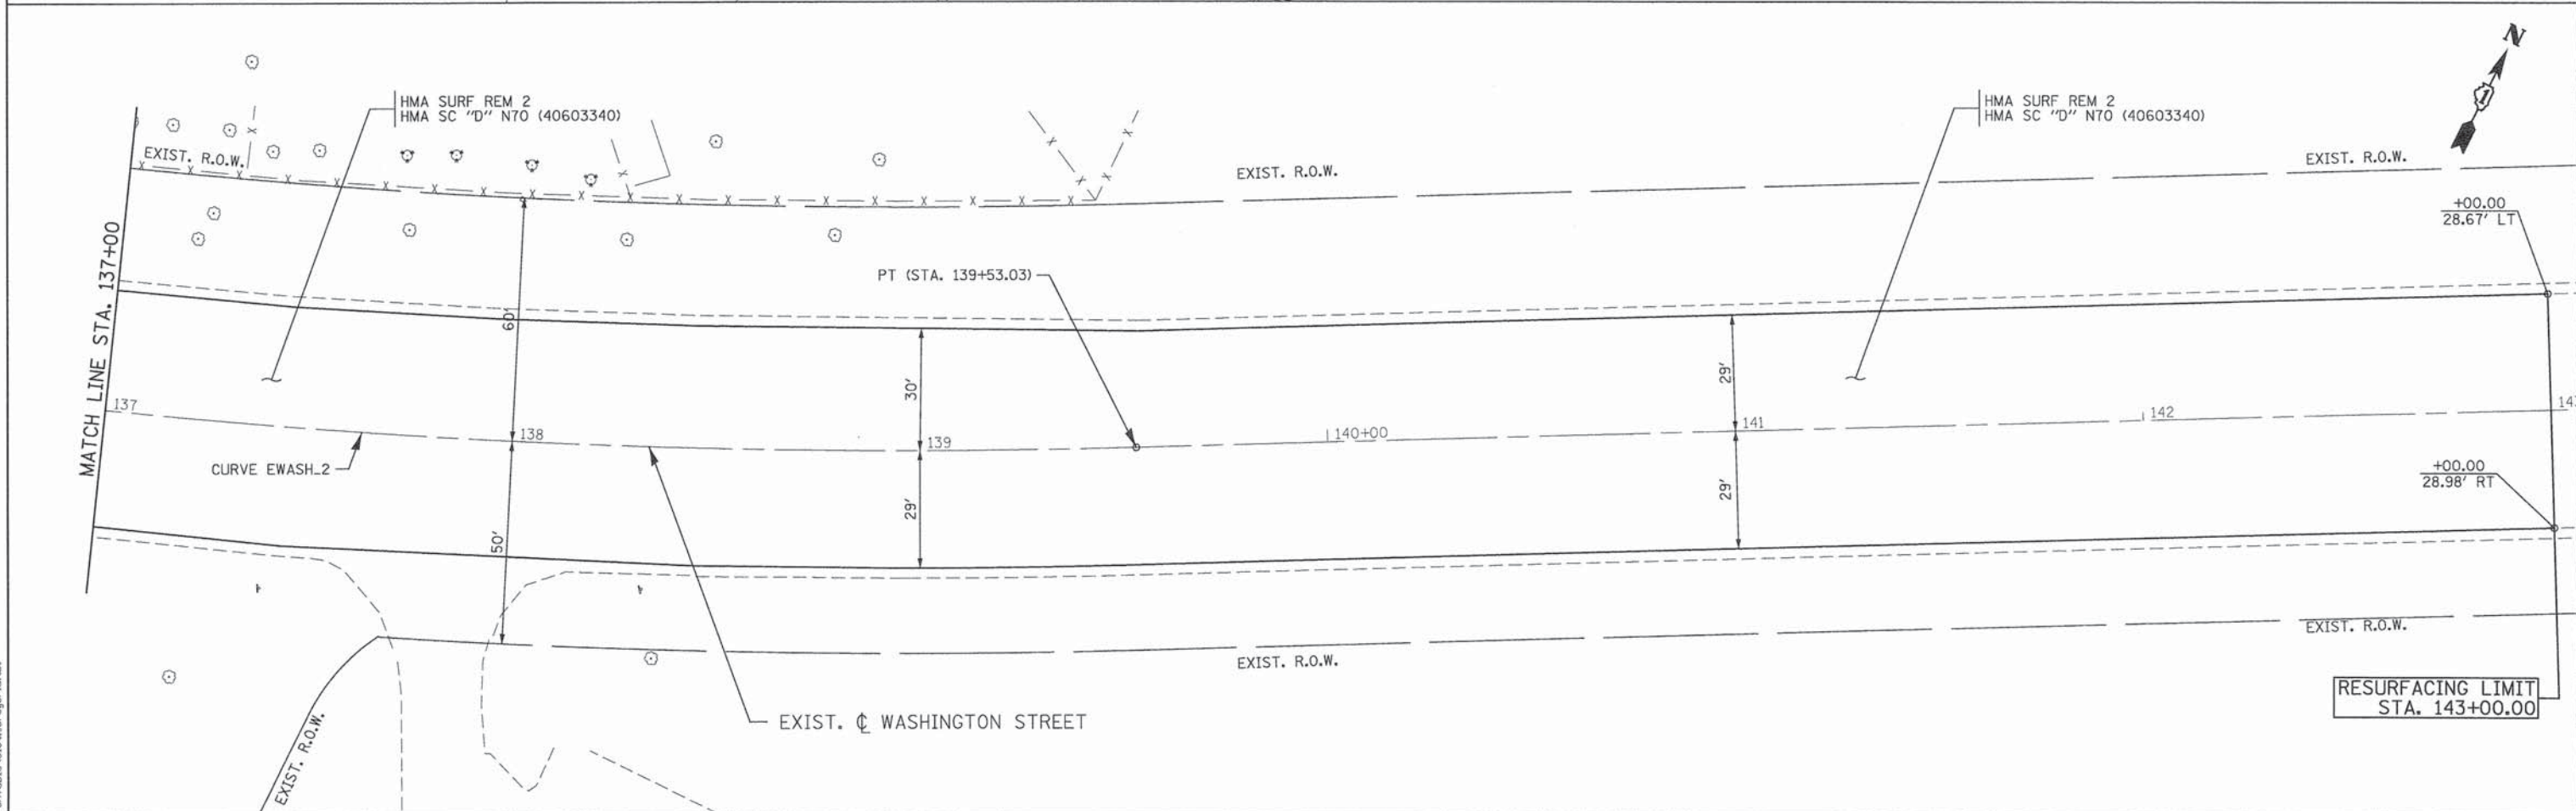 N
1
HMA SURF REM 2
HMA SC "D" N70 (40603340)
HMA SURF REM 2
HMA SC "D" N70 (40603340)
EXIST. R.O.W.
EXIST. R.O.W.
EXIST. R.O.W.
+00.00
28.67' LT
MATCH LINE STA. 137+00
PT (STA. 139+53.03)
60'
30'
29'
137
138
139
140+00
141
142
CURVE EWASH_2
50'
29'
29'
+00.00
28.98' RT
EXIST. R.O.W.
EXIST. R.O.W.
EXIST. R.O.W.
EXIST. ℄ WASHINGTON STREET
RESURFACING LIMIT
STA. 143+00.00